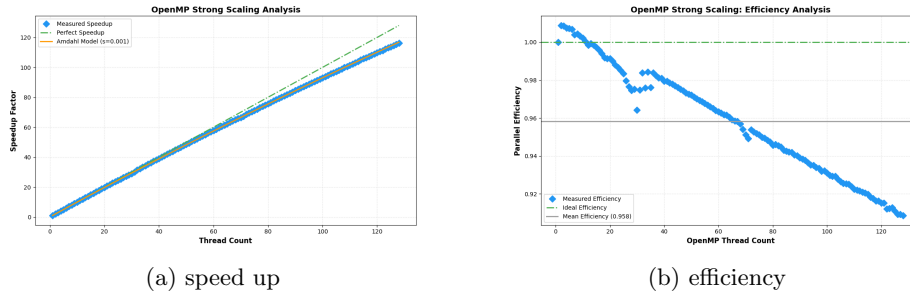 OpenMP Strong Scaling Analysis
Measured Speedup
Perfect Speedup
Amdahl Model (s=0.001)
120
100
80
60
40
20
0
Speedup Factor
0 20 40 60 80 100 120
Thread Count
(a) speed up
OpenMP Strong Scaling: Efficiency Analysis
1.00
0.98
0.96
0.94
0.92
Parallel Efficiency
Measured Efficiency
Ideal Efficiency
Mean Efficiency (0.958)
0 20 40 60 80 100 120
OpenMP Thread Count
(b) efficiency